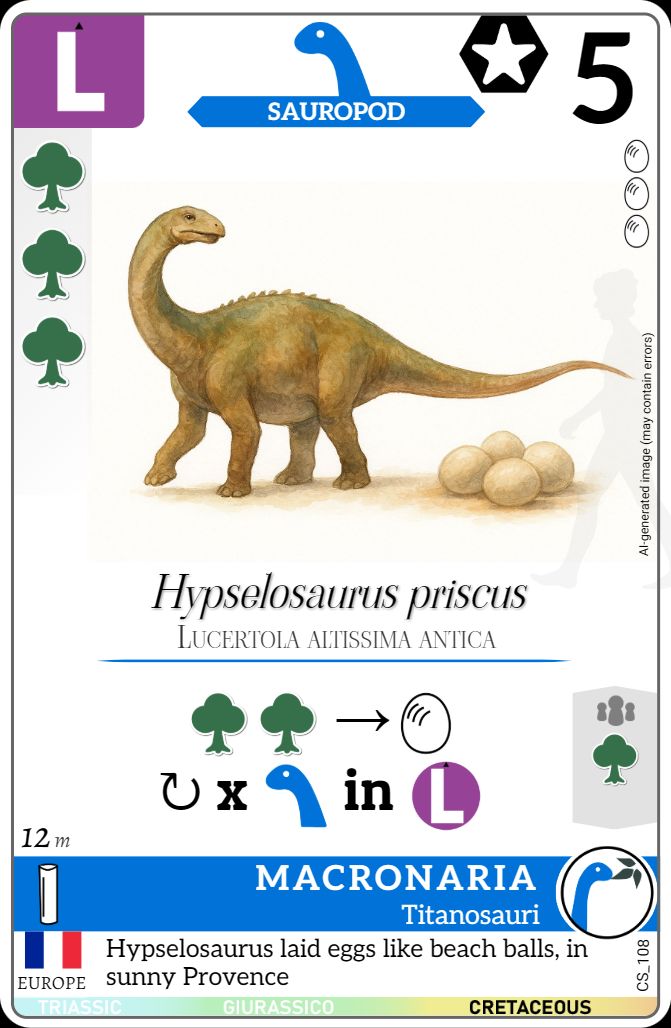 L
SAUROPOD
5
AI-generated image (may contain errors)
Hypselosaurus priscus
Lucertola altissima antica
x in L
12 m
MACRONARIA
Titanosauri
EUROPE
Hypselosaurus laid eggs like beach balls, in
sunny Provence
CS_108
TRIASSIC GIURASSICO CRETACEOUS